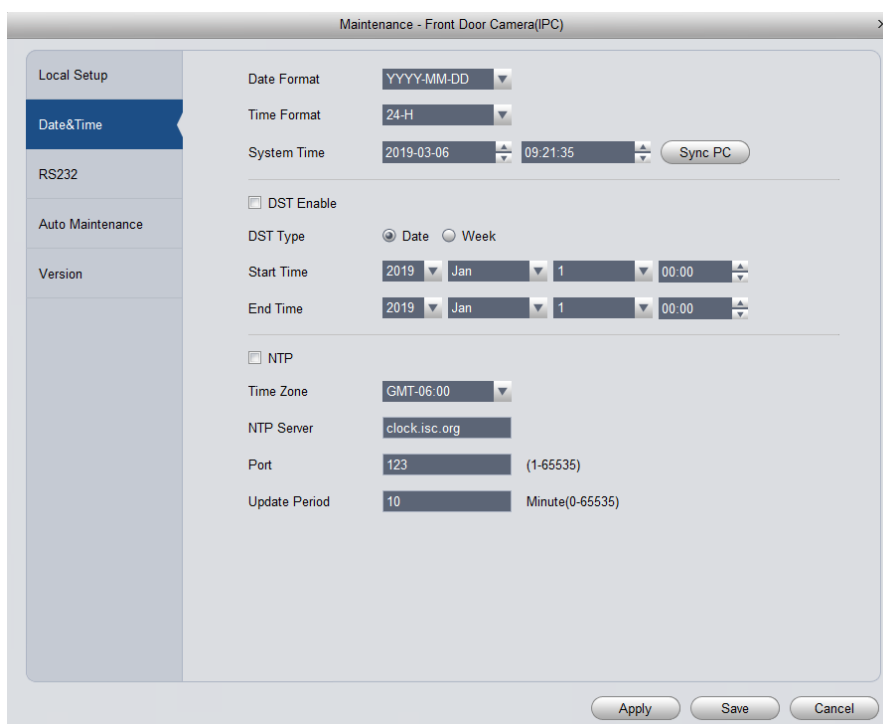 Maintenance - Front Door Camera(IPC)
Local Setup
Date&Time
RS232
Auto Maintenance
Version
Date Format YYYY-MM-DD
Time Format 24-H
System Time 2019-03-06 09:21:35 Sync PC
DST Enable
DST Type Date Week
Start Time 2019 Jan 1 00:00
End Time 2019 Jan 1 00:00
NTP
Time Zone GMT-06:00
NTP Server clock.isc.org
Port 123 (1-65535)
Update Period 10 Minute(0-65535)
Apply Save Cancel